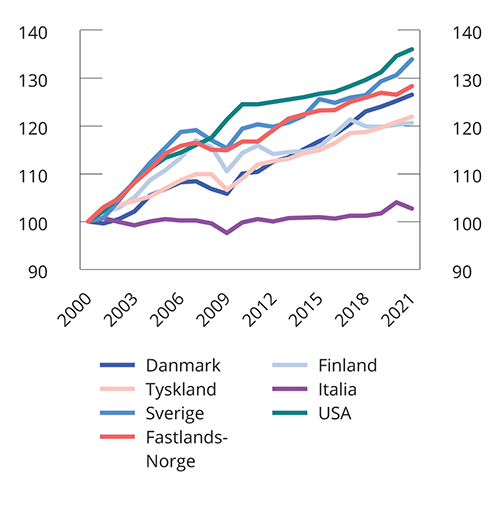 140 140
130 130
120 120
110 110
100 100
90 90
2000 2003 2006 2009 2012 2015 2018 2021
Danmark Finland
Tyskland Italia
Sverige USA
Fastlands-
Norge